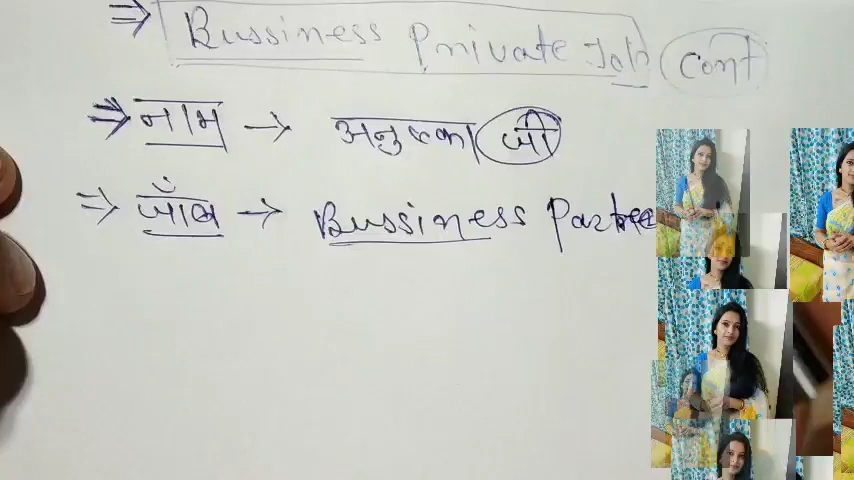 ⇒ Bussiness Private Job cont
⇒ नाम → अनुष्का जी
⇒ जॉब → Bussiness Partner